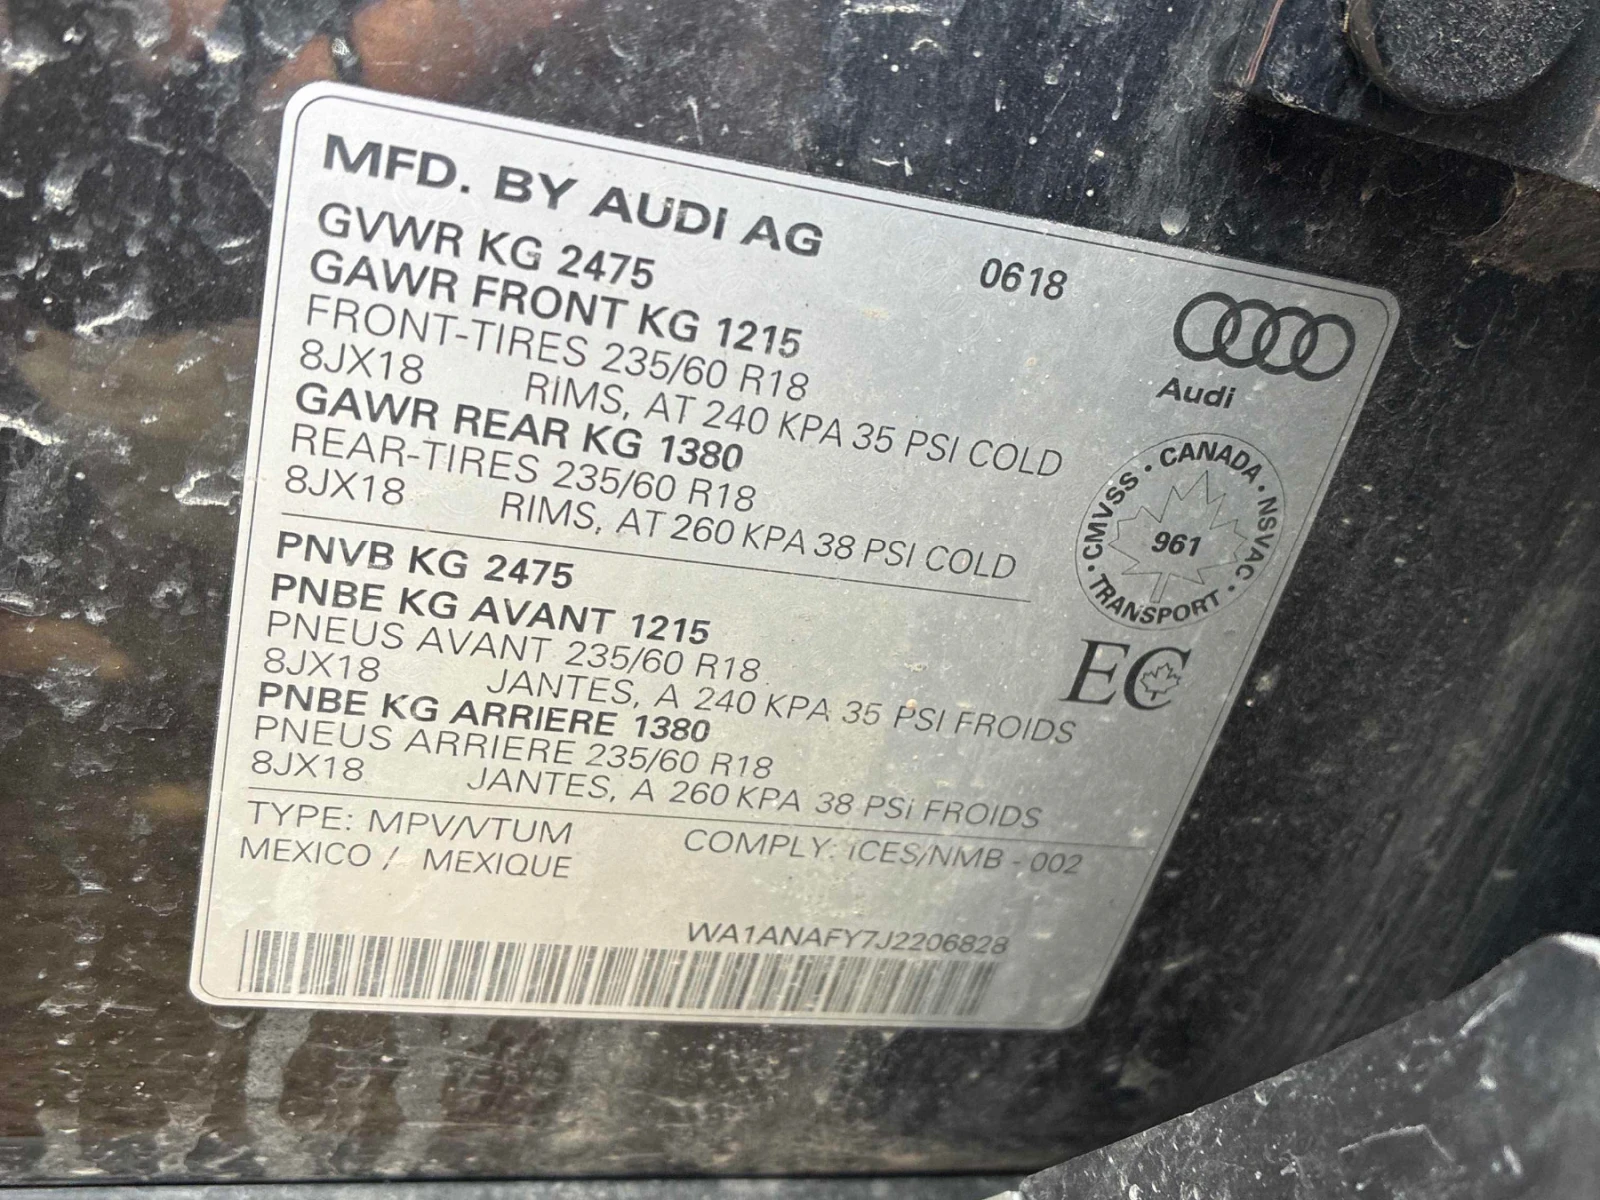 MFD. BY AUDI AG
0618
GVWR KG 2475
GAWR FRONT KG 1215
FRONT-TIRES 235/60 R18
8JX18 RIMS, AT 240 KPA 35 PSI COLD
GAWR REAR KG 1380
REAR-TIRES 235/60 R18
8JX18 RIMS, AT 260 KPA 38 PSI COLD
Audi
CMVSS · CANADA · NSVAC · TRANSPORT ·
961
EC
PNVB KG 2475
PNBE KG AVANT 1215
PNEUS AVANT 235/60 R18
8JX18 JANTES, A 240 KPA 35 PSI FROIDS
PNBE KG ARRIERE 1380
PNEUS ARRIERE 235/60 R18
8JX18 JANTES, A 260 KPA 38 PSI FROIDS
TYPE: MPV/VTUM COMPLY: ICES/NMB - 002
MEXICO / MEXIQUE
WA1ANAFY7J2206828